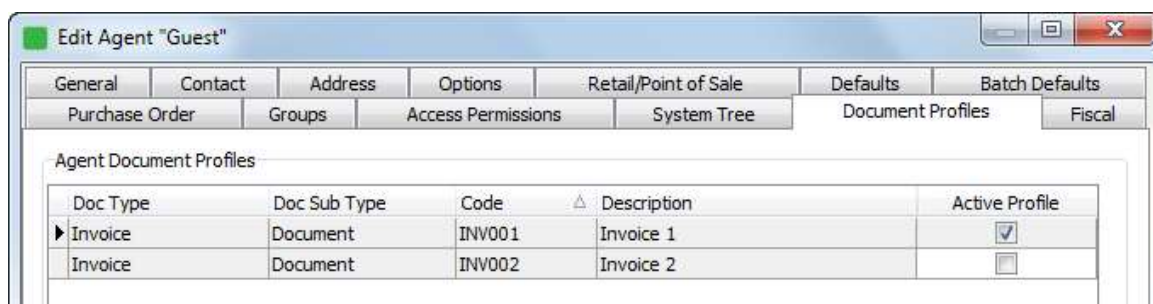 Edit Agent "Guest"
General Contact Address Options Retail/Point of Sale Defaults Batch Defaults
Purchase Order Groups Access Permissions System Tree Document Profiles Fiscal
Agent Document Profiles
Doc Type Doc Sub Type Code Description Active Profile
Invoice Document INV001 Invoice 1
Invoice Document INV002 Invoice 2